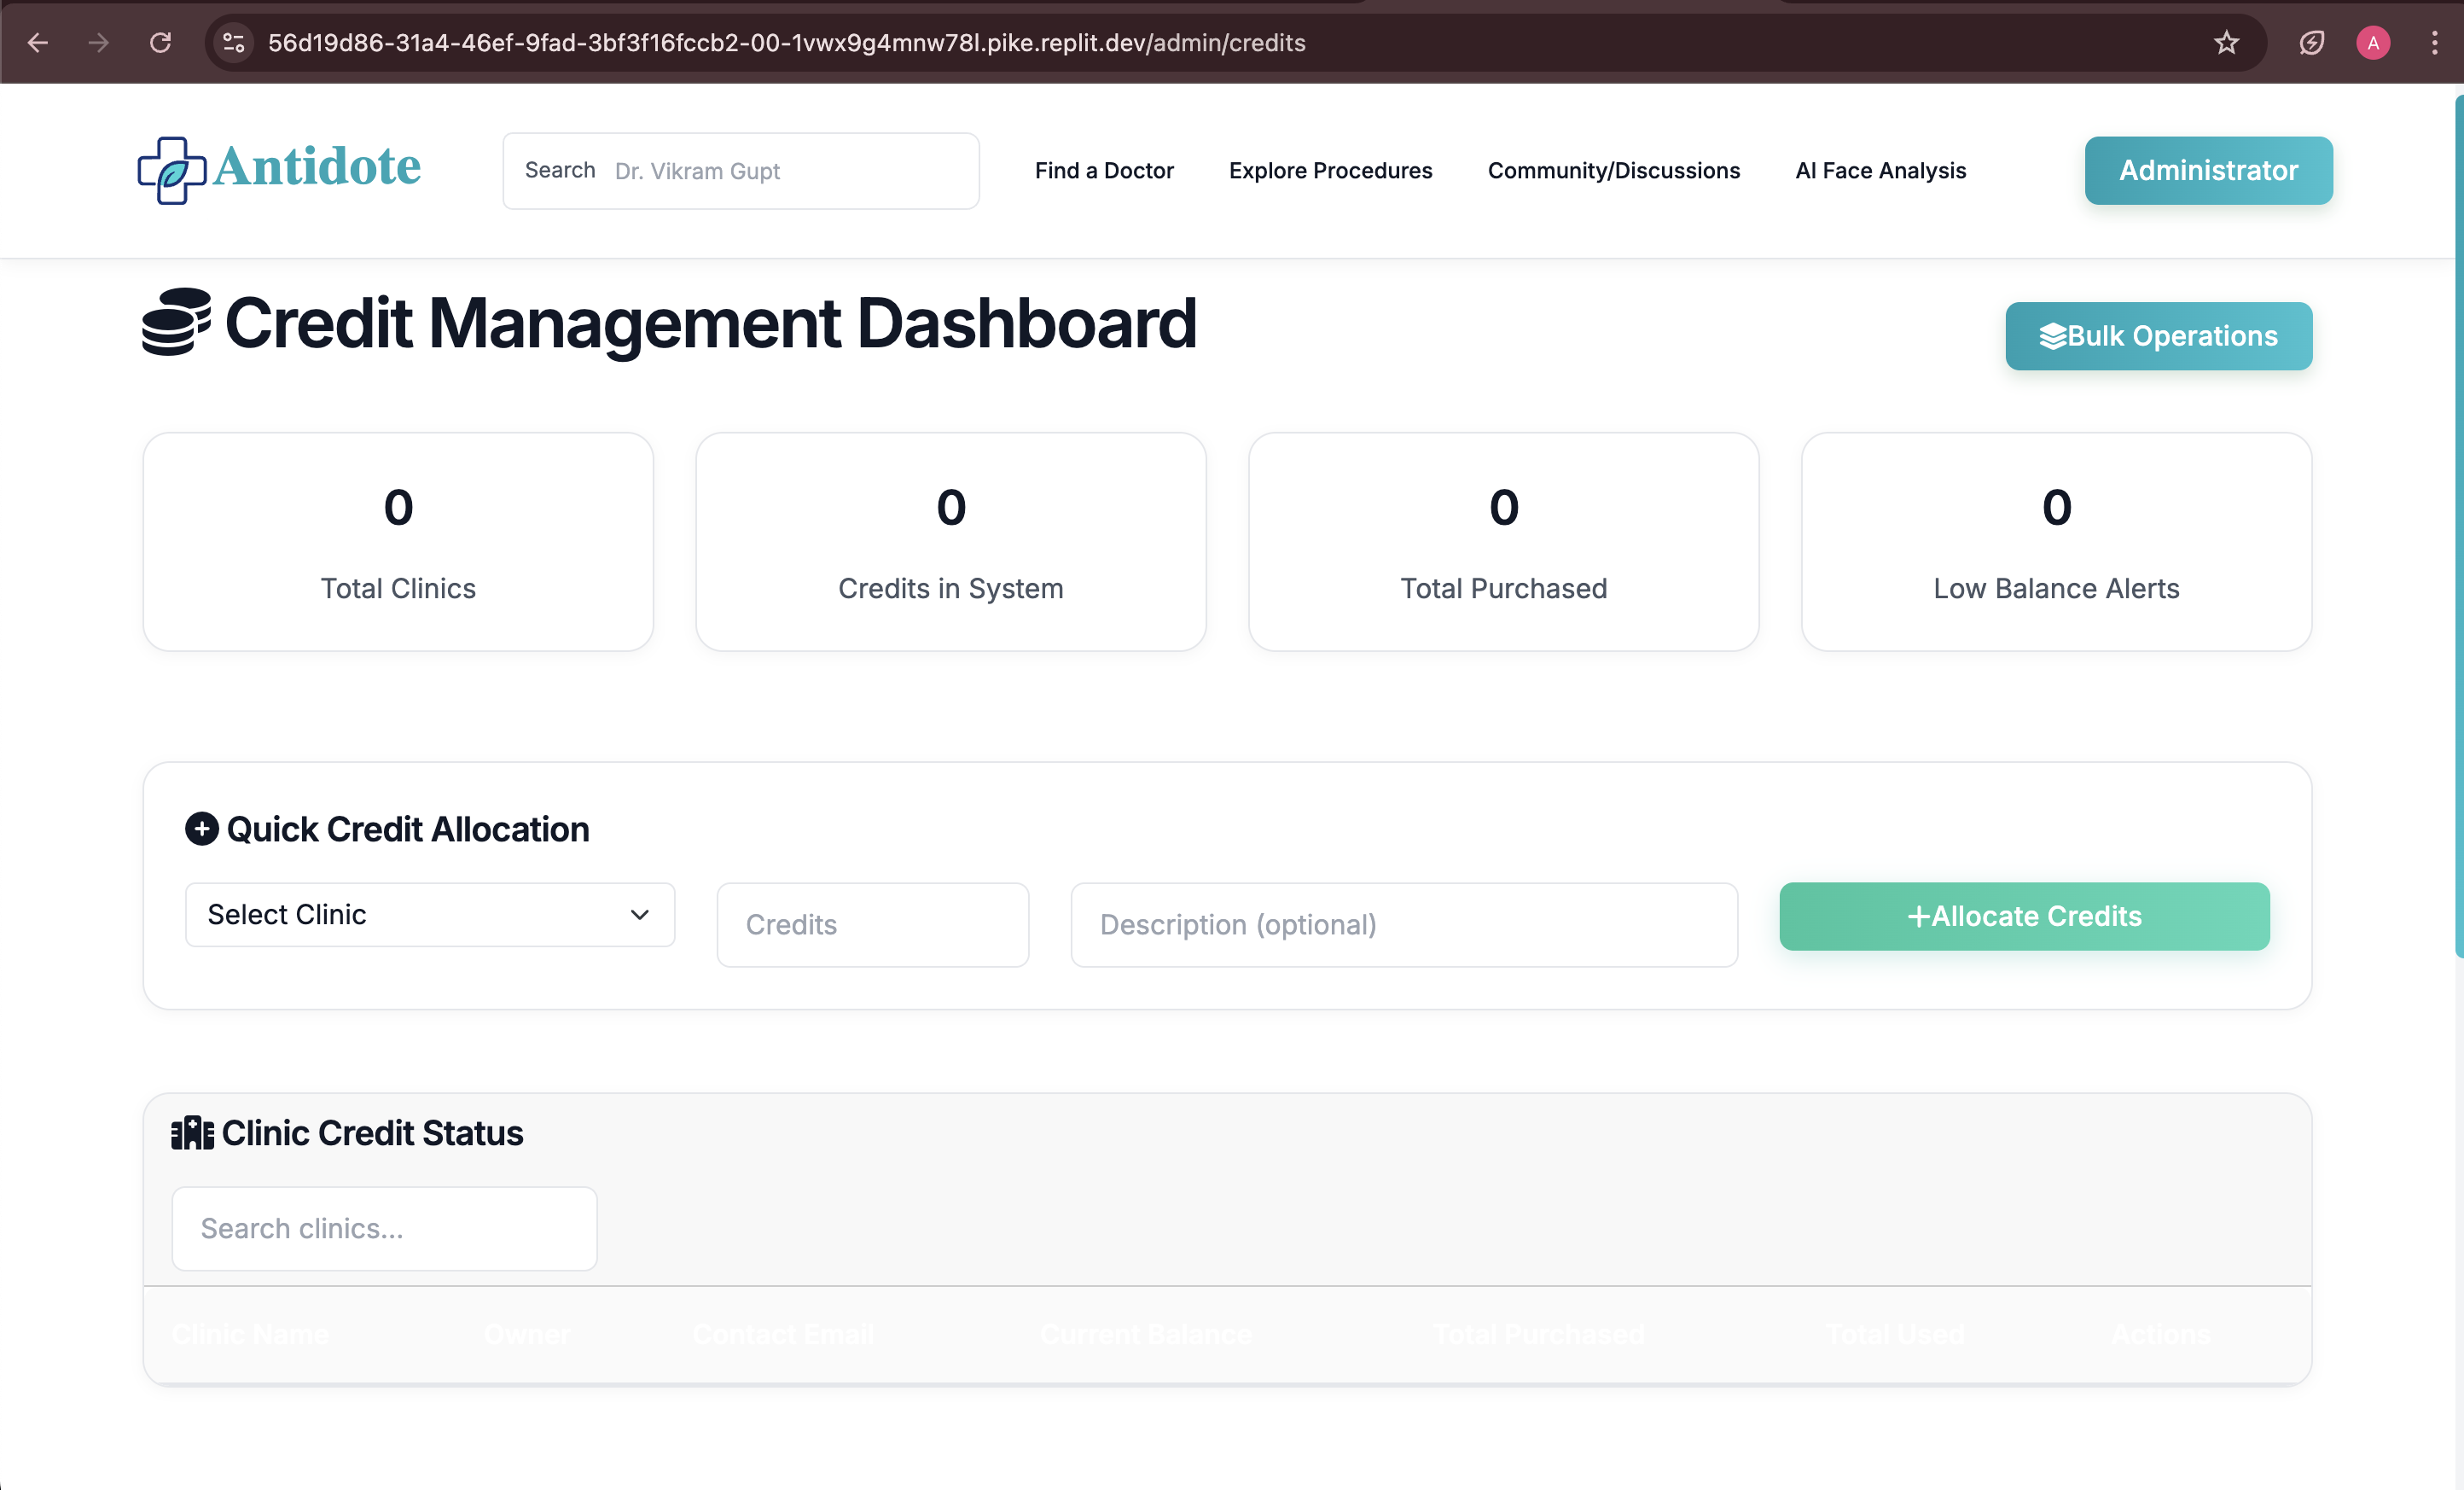 56d19d86-31a4-46ef-9fad-3bf3f16fccb2-00-1vwx9g4mnw78l.pike.replit.dev/admin/credits
A
Antidote
Search Dr. Vikram Gupt
Find a Doctor
Explore Procedures
Community/Discussions
AI Face Analysis
Administrator
Credit Management Dashboard
Bulk Operations
0
Total Clinics
0
Credits in System
0
Total Purchased
0
Low Balance Alerts
Quick Credit Allocation
Select Clinic
Credits
Description (optional)
+Allocate Credits
Clinic Credit Status
Search clinics...
Clinic Name Owner Contact Email Current Balance Total Purchased Total Used Actions